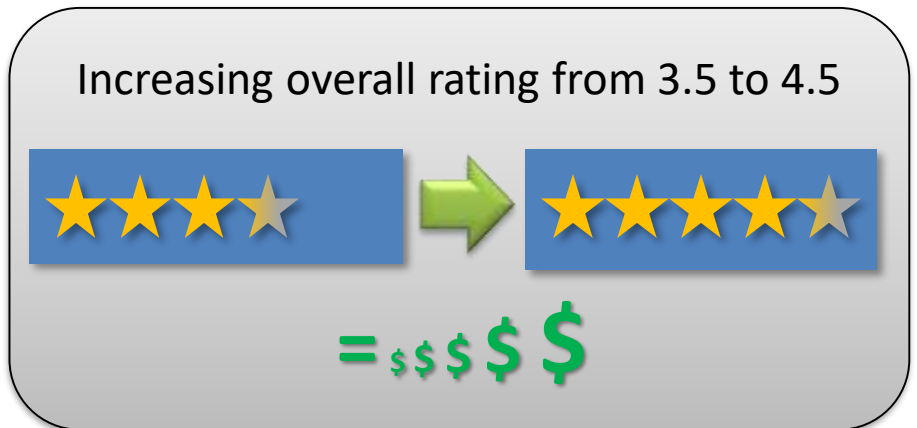 Increasing overall rating from 3.5 to 4.5
= $ $ $ $ $